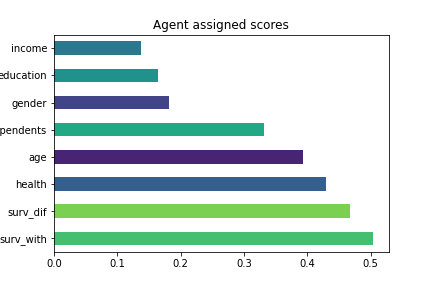 Agent assigned scores
income
education
gender
pendents
age
health
surv_dif
surv_with
0.0 0.1 0.2 0.3 0.4 0.5